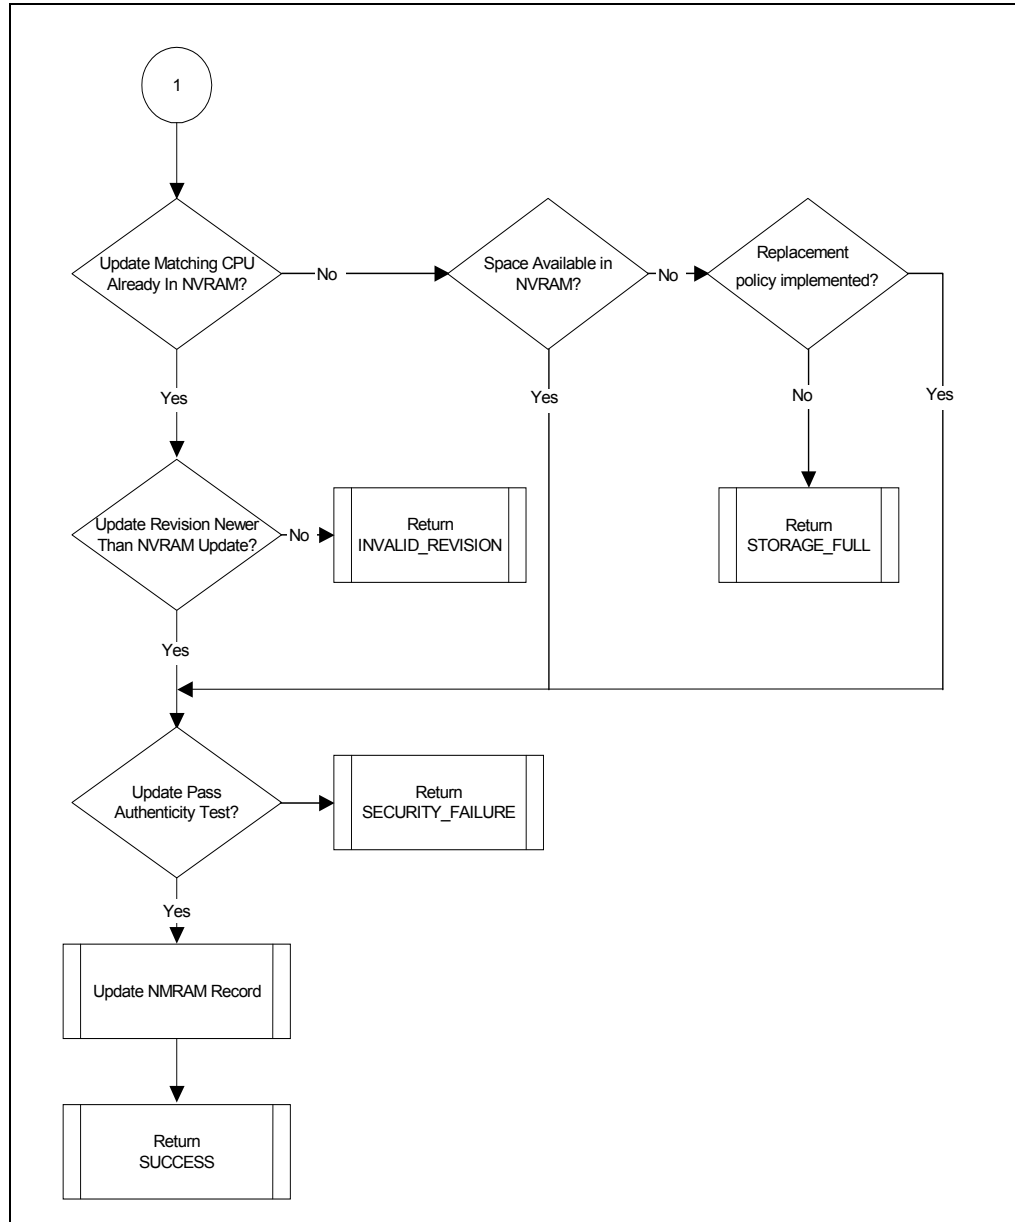 1
Update Matching CPU
Already In NVRAM?
No
Space Available in
NVRAM?
No
Replacement
policy implemented?
Yes
Yes
No
Yes
Update Revision Newer
Than NVRAM Update?
No
Return
INVALID_REVISION
Return
STORAGE_FULL
Yes
Update Pass
Authenticity Test?
Return
SECURITY_FAILURE
Yes
Update NMRAM Record
Return
SUCCESS